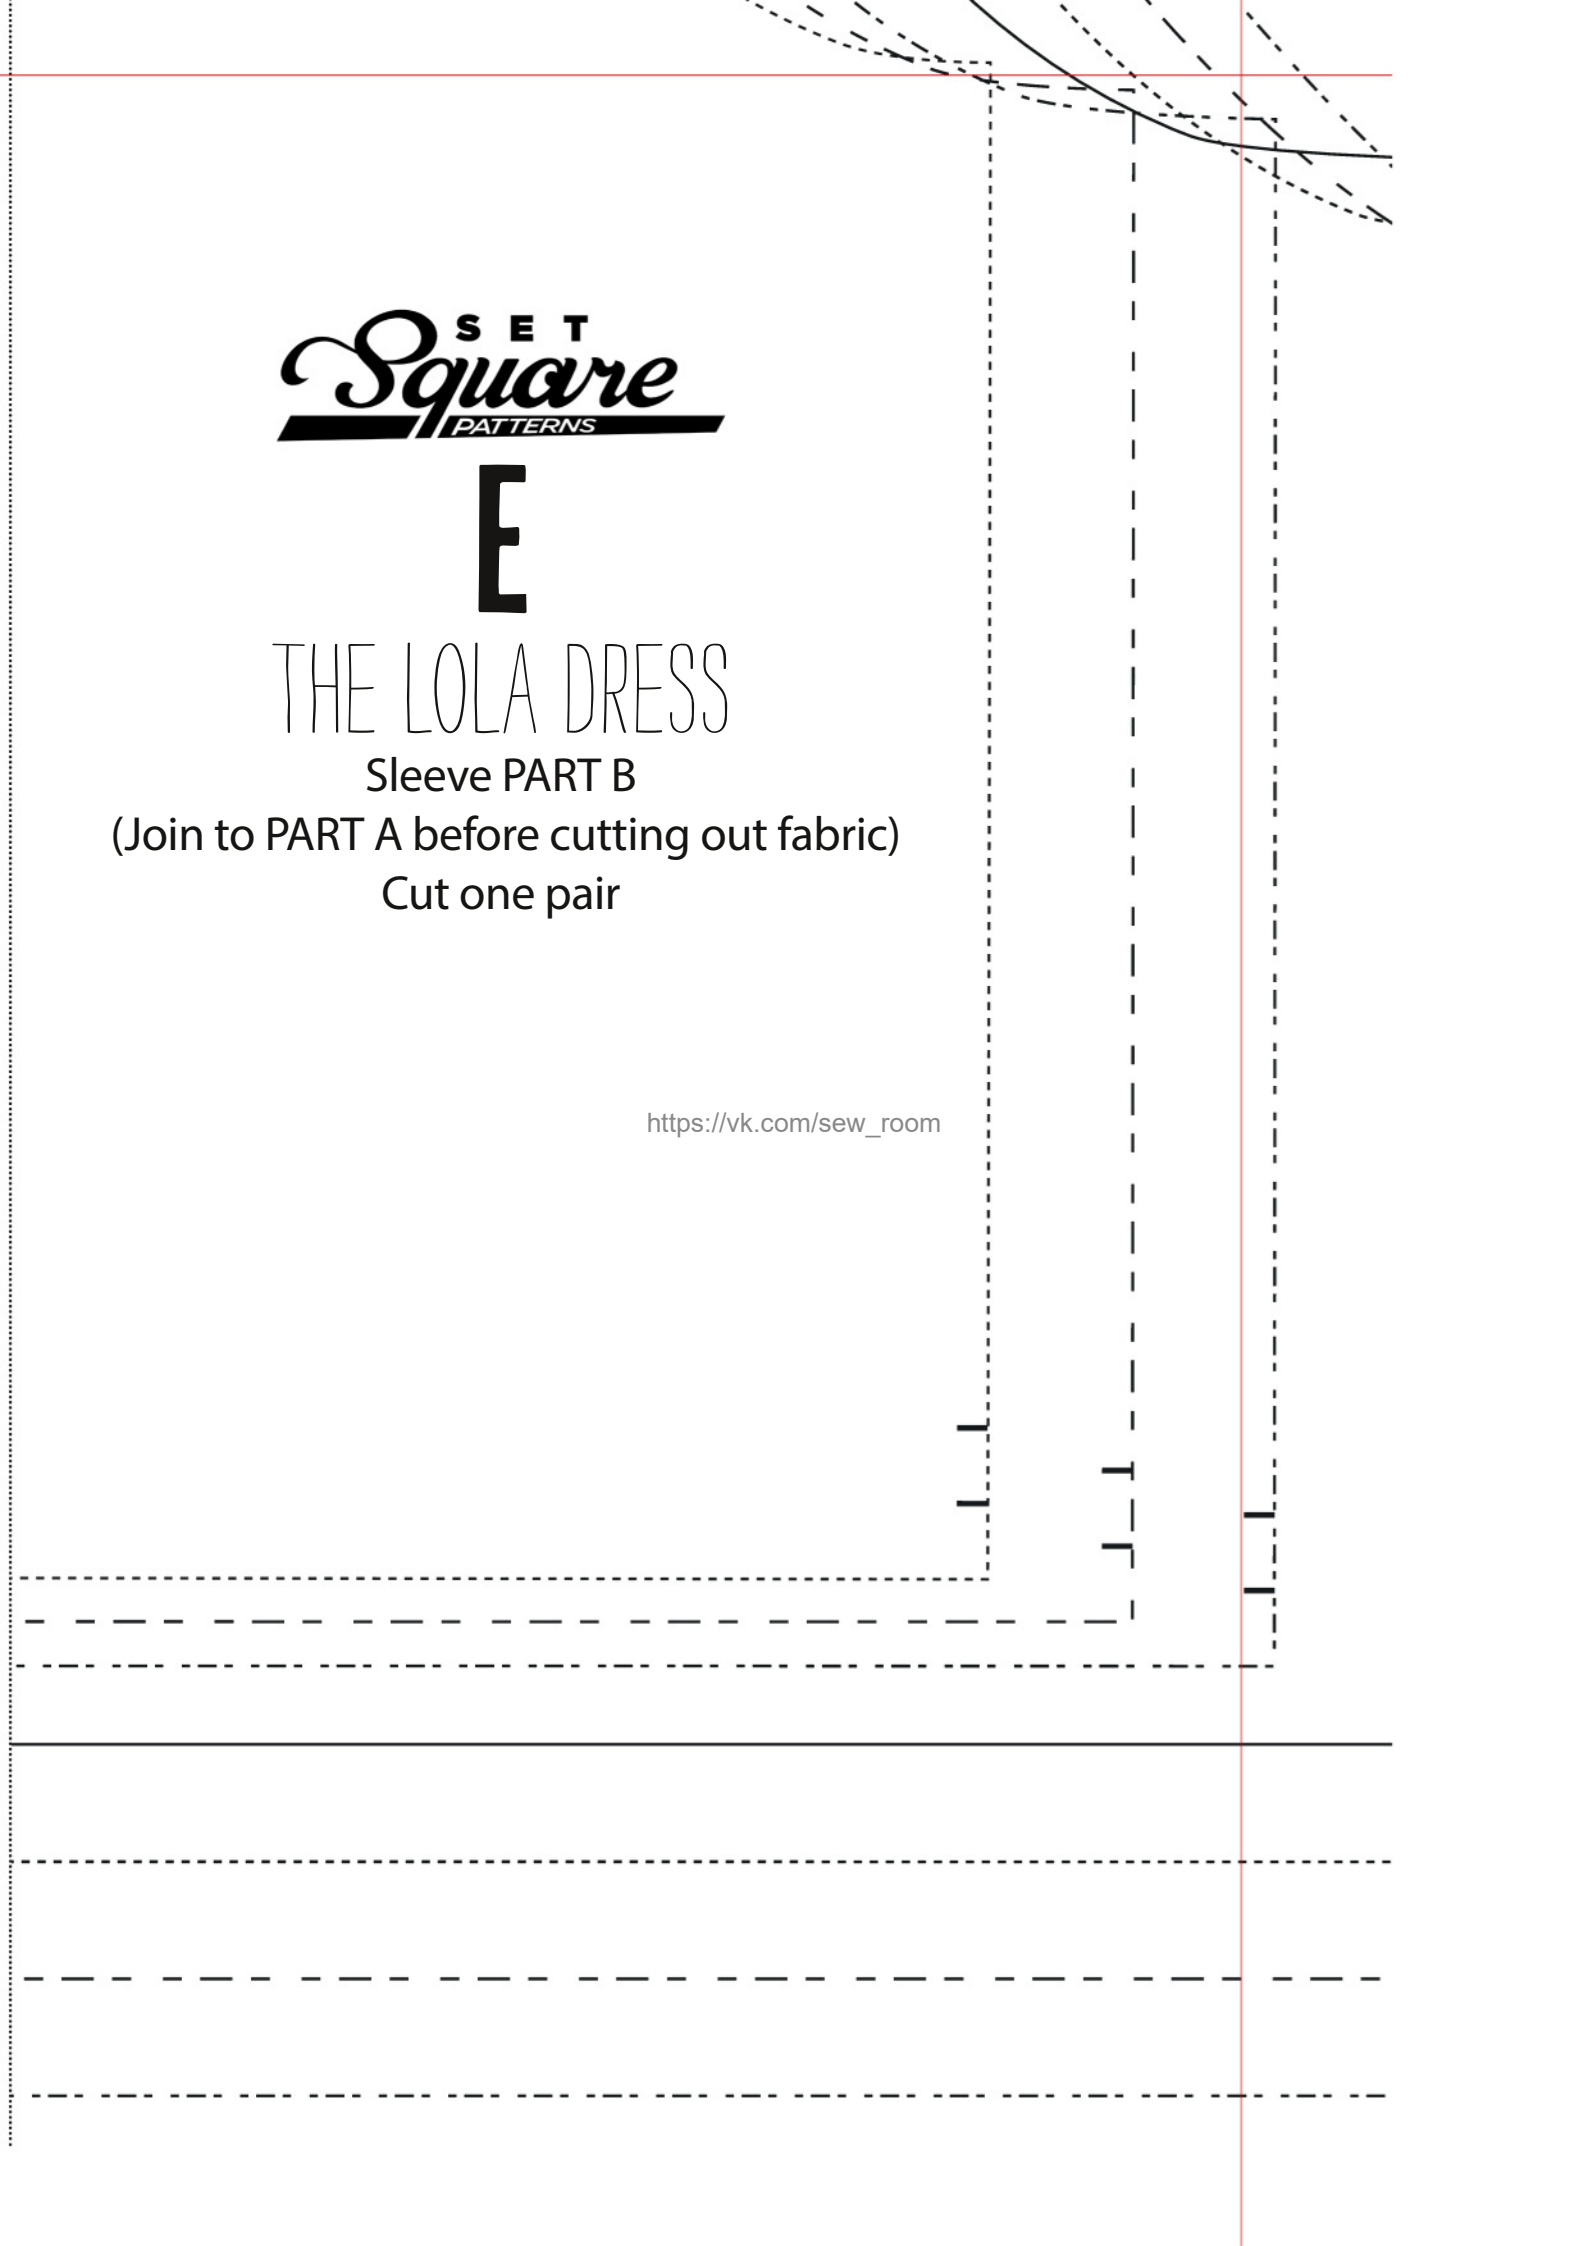 SET
Square
PATTERNS
E
THE LOLA DRESS
Sleeve PART B
(Join to PART A before cutting out fabric)
Cut one pair
https://vk.com/sew_room